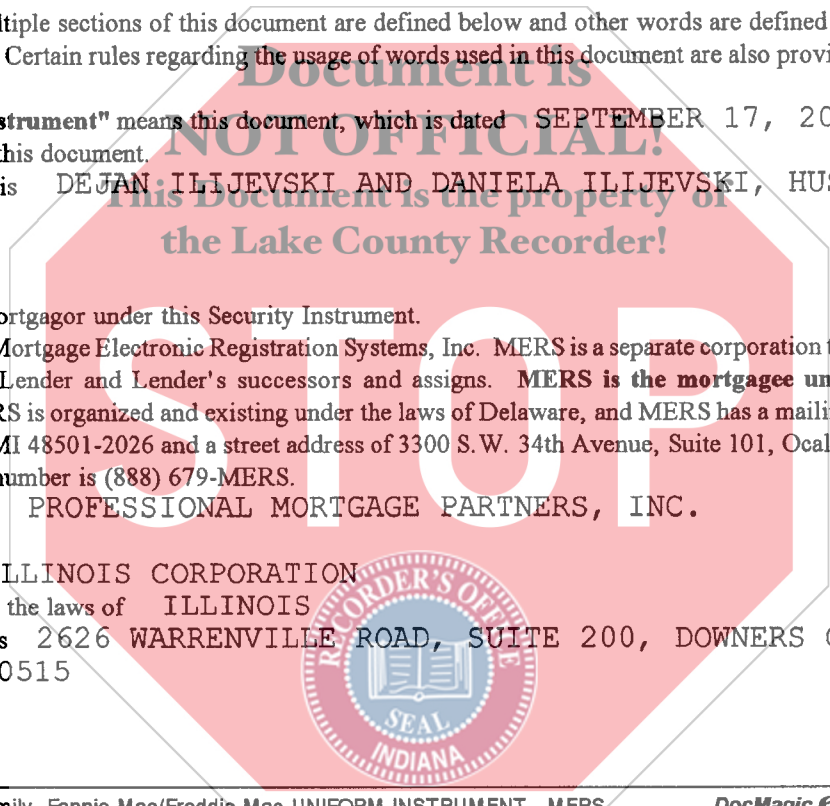 ltiple sections of this document are defined below and other words are defined
Certain rules regarding the usage of words used in this document are also provi
Document is
strument" means this document, which is dated SEPTEMBER 17, 20
NOT OFFICIAL!
this document.
is DEJAN ILIJEVSKI AND DANIELA ILIJEVSKI, HUS
This Document is the property of
the Lake County Recorder!
ortgagor under this Security Instrument.
Mortgage Electronic Registration Systems, Inc. MERS is a separate corporation t
Lender and Lender's successors and assigns. MERS is the mortgagee un
RS is organized and existing under the laws of Delaware, and MERS has a maili
MI 48501-2026 and a street address of 3300 S.W. 34th Avenue, Suite 101, Ocal
number is (888) 679-MERS.
STOP
PROFESSIONAL MORTGAGE PARTNERS, INC.
LLINOIS CORPORATION
the laws of ILLINOIS
s 2626 WARRENVILLE ROAD, SUITE 200, DOWNERS G
0515
RECORDER'S OFFICE
SEAL
INDIANA
mily--Fannie Mae/Freddie Mac UNIFORM INSTRUMENT - MERS
DocMagic